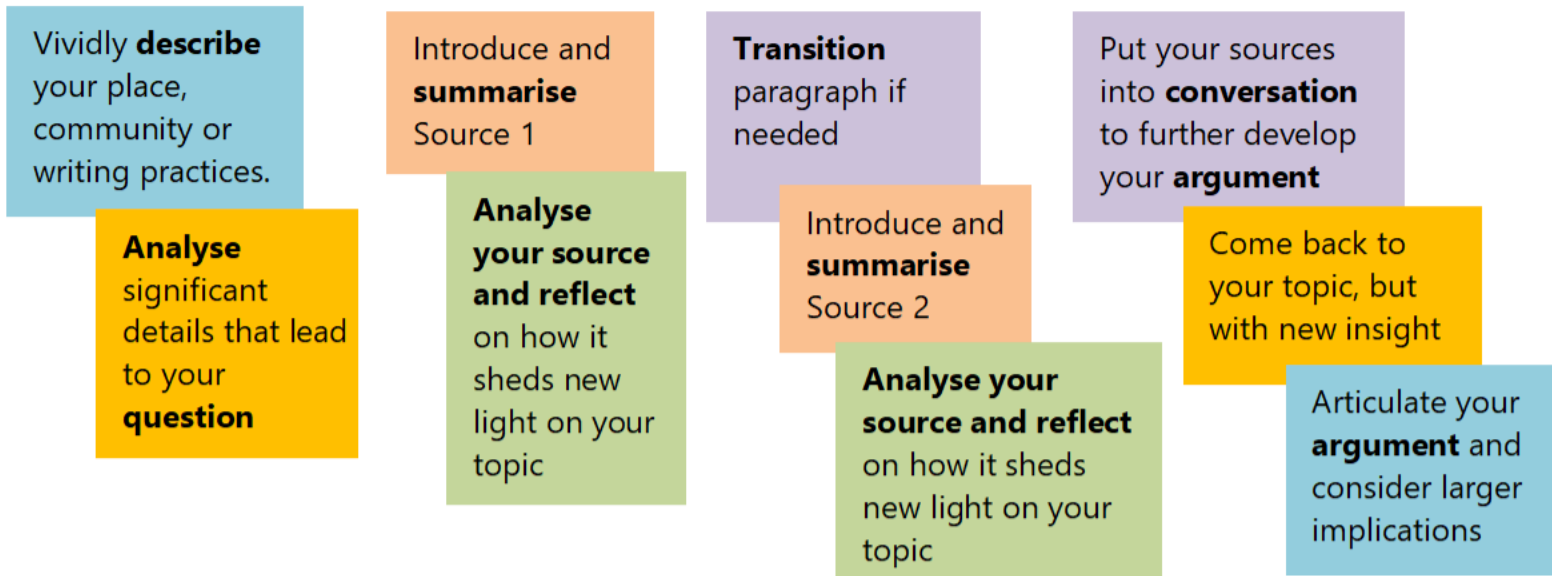 Vividly describe
your place,
community or
writing practices.
Analyse
significant
details that lead
to your
question
Introduce and
summarise
Source 1
Analyse
your source
and reflect
on how it
sheds new
light on your
topic
Transition
paragraph if
needed
Introduce and
summarise
Source 2
Analyse your
source and reflect
on how it sheds
new light on your
topic
Put your sources
into conversation
to further develop
your argument
Come back to
your topic, but
with new insight
Articulate your
argument and
consider larger
implications